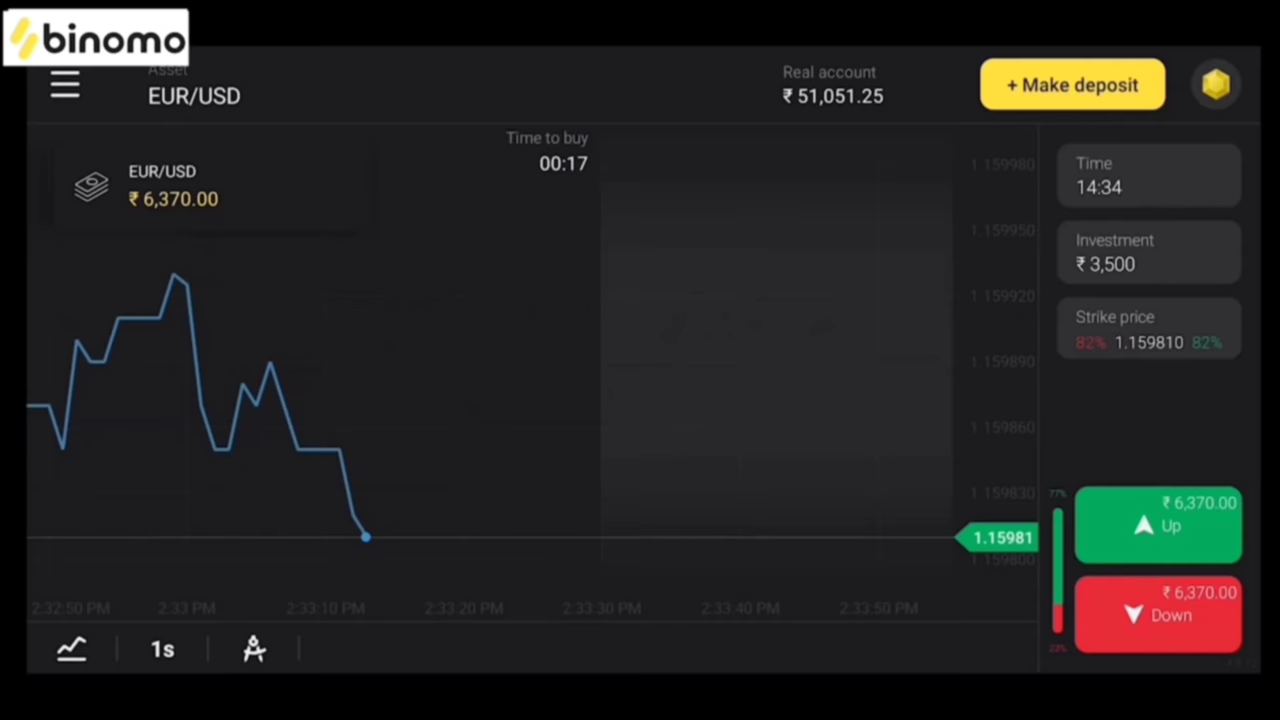 binomo
Asset
EUR/USD
Real account
₹ 51,051.25
+ Make deposit
Time to buy
00:17
EUR/USD
₹ 6,370.00
1.159980
1.159950
1.159920
1.159890
1.159860
1.159830
1.15981
1.159800
Time
14:34
Investment
₹ 3,500
Strike price
82% 1.159810 82%
77%
₹ 6,370.00
Up
₹ 6,370.00
Down
23%
2:32:50 PM 2:33 PM 2:33:10 PM 2:33:20 PM 2:33:30 PM 2:33:40 PM 2:33:50 PM
1s